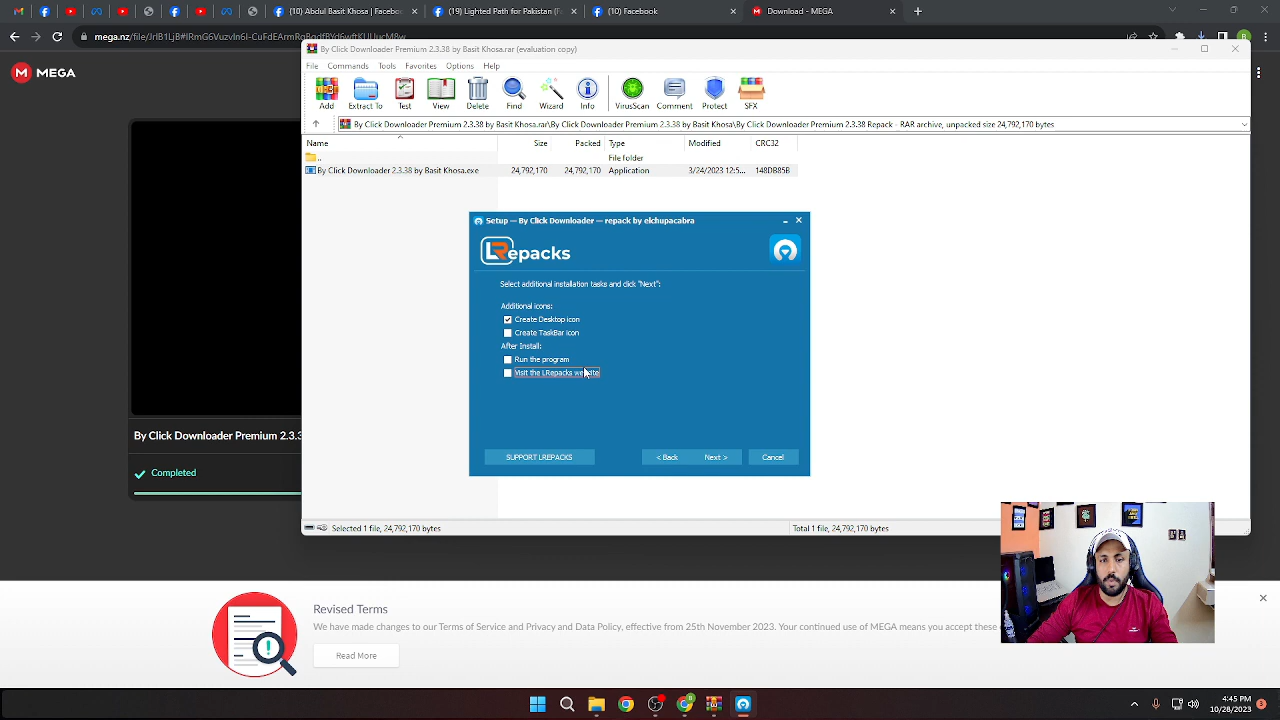 (10) Abdul Basit Khosa
(19) Lighted Path for Pakistan
(10) Facebook
Download - MEGA
MEGA
By Click Downloader Premium 2.3.38 by Basit Khosa.rar (evaluation copy)
File Commands Tools Favorites Options Help
Add Extract To Test View Delete Find Wizard Info VirusScan Comment Protect SFX
By Click Downloader Premium 2.3.38 by Basit Khosa.rar\By Click Downloader Premium 2.3.38 by Basit Khosa\By Click Downloader Premium 2.3.38 Repack - RAR archive, unpacked size 24,792,170 bytes
Name Size Packed Type Modified CRC32
.. File folder
By Click Downloader 2.3.38 by Basit Khosa.exe 24,792,170 24,792,170 Application 3/24/2023 12:5... 148DB85B
Setup — By Click Downloader — repack by elchupacabra
LRepacks
Select additional installation tasks and click "Next":
Additional icons:
Create Desktop icon
Create TaskBar icon
After Install:
Run the program
Visit the LRepacks website
SUPPORT LREPACKS < Back Next > Cancel
By Click Downloader Premium 2.3.3
Completed
Selected 1 file, 24,792,170 bytes Total 1 file, 24,792,170 bytes
Revised Terms
We have made changes to our Terms of Service and Privacy and Data Policy, effective from 25th November 2023. Your continued use of MEGA means you accept these
Read More
4:45 PM
10/28/2023